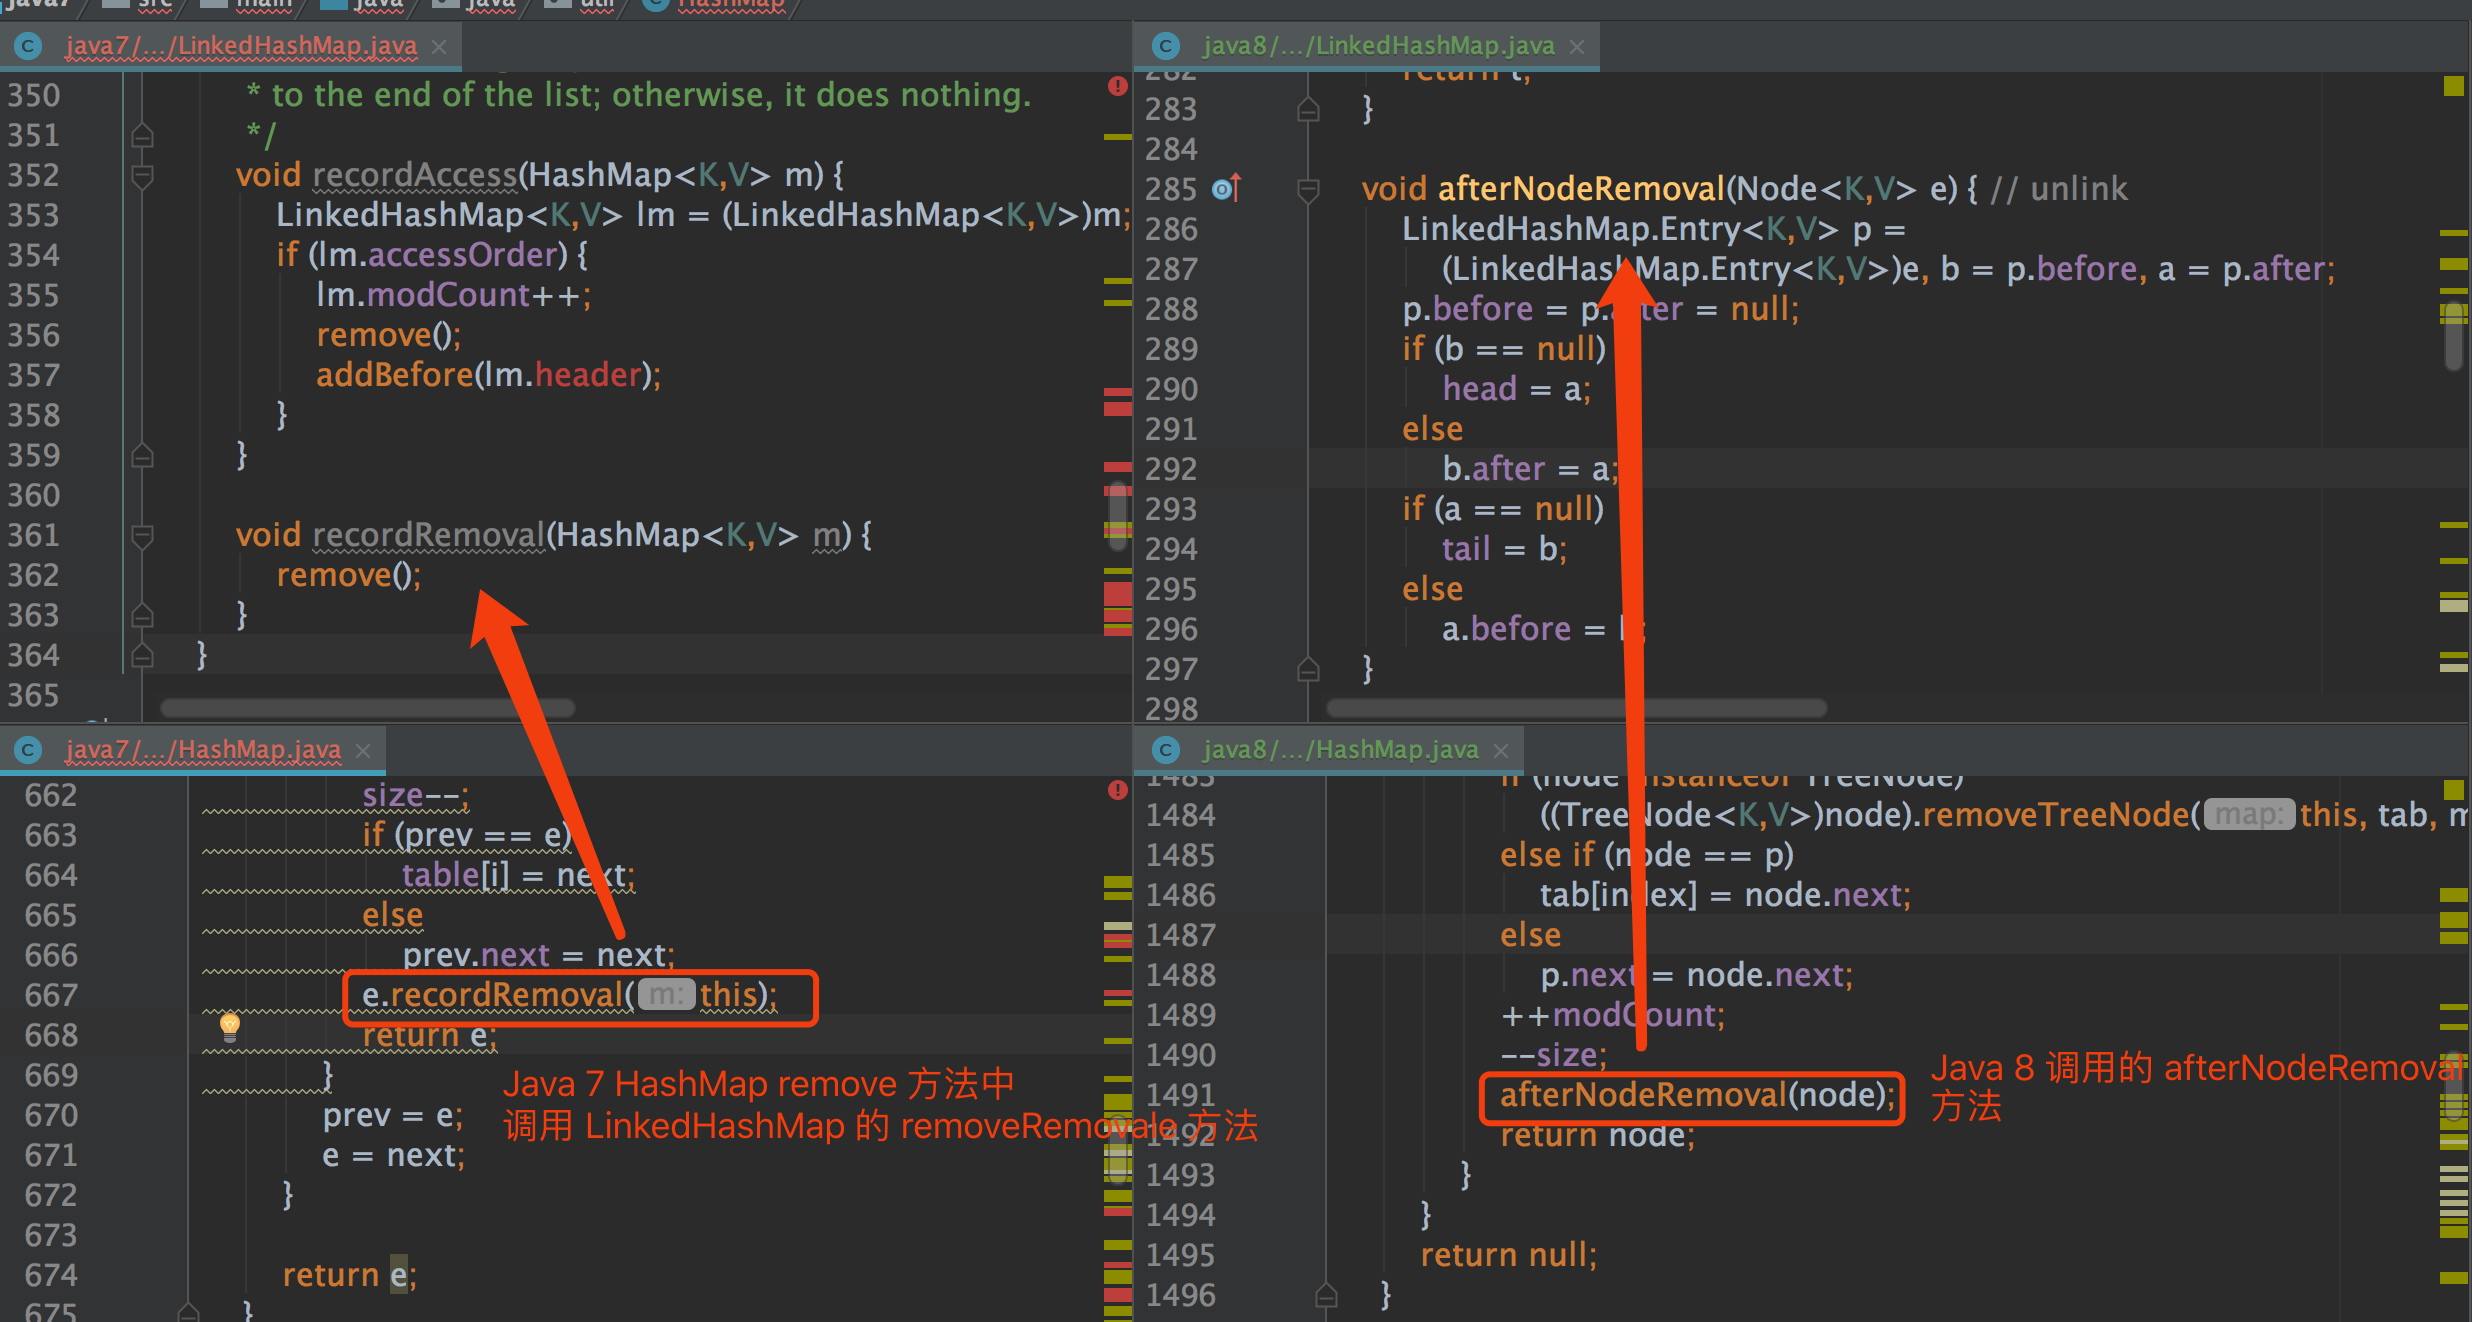 java7 src main java java util HashMap
java7/.../LinkedHashMap.java
350 * to the end of the list; otherwise, it does nothing.
351 */
352 void recordAccess(HashMap<K,V> m) {
353 LinkedHashMap<K,V> lm = (LinkedHashMap<K,V>)m;
354 if (lm.accessOrder) {
355 lm.modCount++;
356 remove();
357 addBefore(lm.header);
358 }
359 }
360
361 void recordRemoval(HashMap<K,V> m) {
362 remove();
363 }
364 }
365
java8/.../LinkedHashMap.java
282 return t;
283 }
284
285 void afterNodeRemoval(Node<K,V> e) { // unlink
286 LinkedHashMap.Entry<K,V> p =
287 (LinkedHashMap.Entry<K,V>)e, b = p.before, a = p.after;
288 p.before = p.after = null;
289 if (b == null)
290 head = a;
291 else
292 b.after = a;
293 if (a == null)
294 tail = b;
295 else
296 a.before = b;
297 }
298
java7/.../HashMap.java
662 size--;
663 if (prev == e)
664 table[i] = next;
665 else
666 prev.next = next;
667 e.recordRemoval( m: this);
668 return e;
669 }
670 prev = e;
671 e = next;
672 }
673
674 return e;
675 }
Java 7 HashMap remove 方法中
调用 LinkedHashMap 的 removeRemovale 方法
java8/.../HashMap.java
1483 if (node instanceof TreeNode)
1484 ((TreeNode<K,V>)node).removeTreeNode( map: this, tab, m
1485 else if (node == p)
1486 tab[index] = node.next;
1487 else
1488 p.next = node.next;
1489 ++modCount;
1490 --size;
1491 afterNodeRemoval(node);
1492 return node;
1493 }
1494 }
1495 return null;
1496 }
Java 8 调用的 afterNodeRemoval
方法